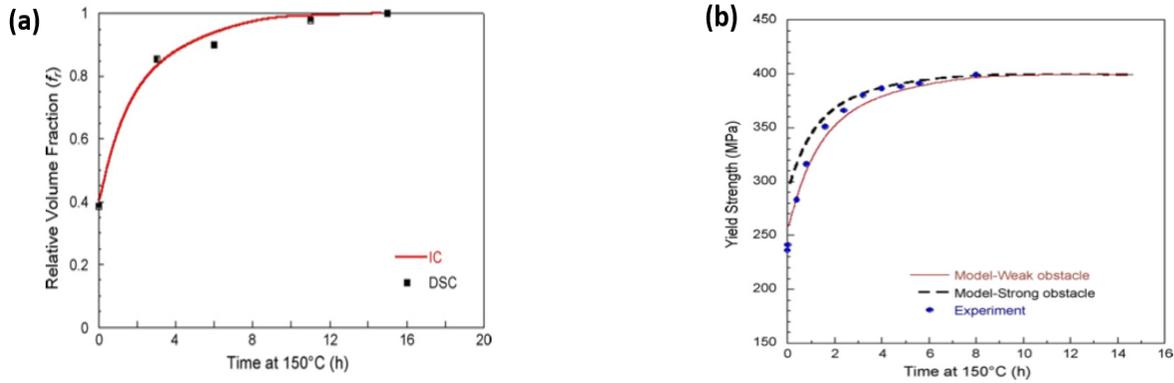 (a)
1
0.8
0.6
0.4
0.2
0
Relative Volume Fraction (fr)
IC
DSC
0 4 8 12 16 20
Time at 150°C (h)
(b)
450
400
350
300
250
200
150
Yield Strength (MPa)
Model-Weak obstacle
Model-Strong obstacle
Experiment
0 2 4 6 8 10 12 14 16
Time at 150°C (h)